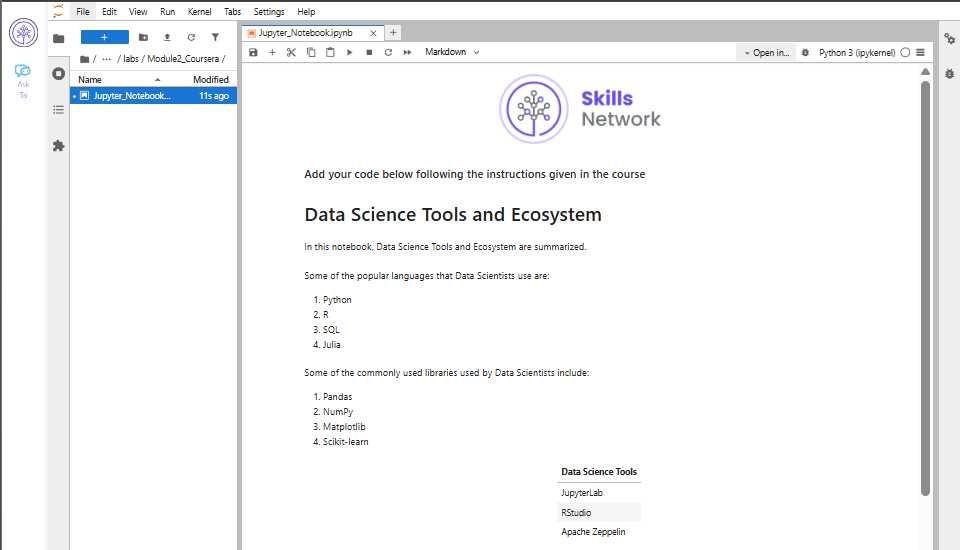 File Edit View Run Kernel Tabs Settings Help
Ask
Tai
+
/ ··· / labs / Module2_Coursera /
Name Modified
Jupyter_Notebook... 11s ago
Jupyter_Notebook.ipynb × +
Markdown
Open in... Python 3 (ipykernel)
Skills
Network
Add your code below following the instructions given in the course
Data Science Tools and Ecosystem
In this notebook, Data Science Tools and Ecosystem are summarized.
Some of the popular languages that Data Scientists use are:
1. Python
2. R
3. SQL
4. Julia
Some of the commonly used libraries used by Data Scientists include:
1. Pandas
2. NumPy
3. Matplotlib
4. Scikit-learn
Data Science Tools
JupyterLab
RStudio
Apache Zeppelin